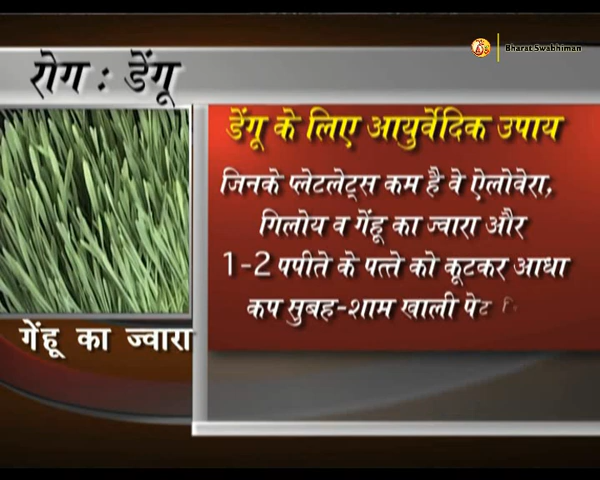 Bharat Swabhiman
रोग : डेंगू
डेंगू के लिए आयुर्वेदिक उपाय
जिनके प्लेटलेट्स कम है वे ऐलोवेरा,
गिलोय व गेंहू का ज्वारा और
1-2 पपीते के पत्ते को कूटकर आधा
कप सुबह-शाम खाली पेट
गेंहू का ज्वारा